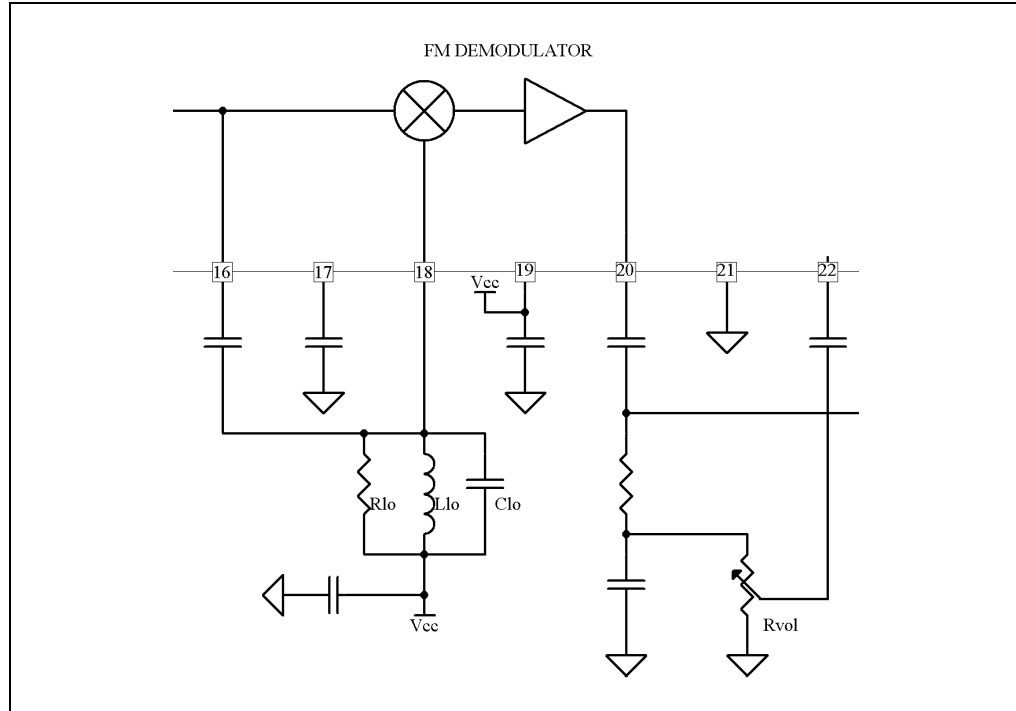 FM DEMODULATOR
16 17 18 19 20 21 22
Vcc
Rlo Llo Clo
Vcc
Rvol